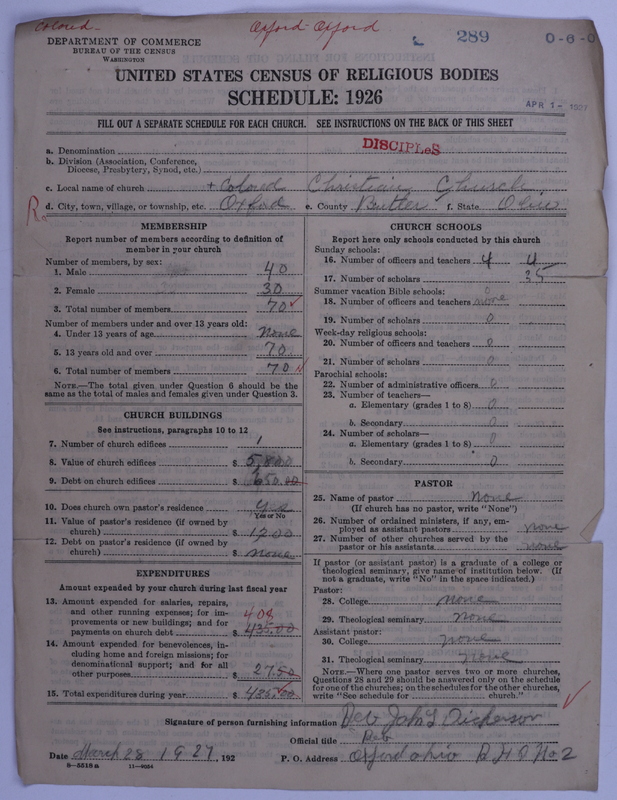 Colored
Oxford - Oxford
289
0-6-0
DEPARTMENT OF COMMERCE
BUREAU OF THE CENSUS
WASHINGTON
UNITED STATES CENSUS OF RELIGIOUS BODIES
SCHEDULE: 1926
APR 1 - 1927
FILL OUT A SEPARATE SCHEDULE FOR EACH CHURCH. SEE INSTRUCTIONS ON THE BACK OF THIS SHEET
a. Denomination DISCIPLeS
b. Division (Association, Conference,
Diocese, Presbytery, Synod, etc.)
c. Local name of church + Colored Christian Church
d. City, town, village, or township, etc. Oxford e. County Butler f. State Ohio
MEMBERSHIP
Report number of members according to definition of
member in your church
Number of members, by sex:
1. Male 40
2. Female 30
3. Total number of members 70
Number of members under and over 13 years old:
4. Under 13 years of age None
5. 13 years old and over 70
6. Total number of members 70
NOTE.—The total given under Question 6 should be the
same as the total of males and females given under Question 3.
CHURCH BUILDINGS
See instructions, paragraphs 10 to 12
7. Number of church edifices 1
8. Value of church edifices $ 5,800
9. Debt on church edifices $ 650.00
10. Does church own pastor's residence Yes
Yes or No
11. Value of pastor's residence (if owned by
church) $ 1200
12. Debt on pastor's residence (if owned by
church) $ none
EXPENDITURES
Amount expended by your church during last fiscal year
13. Amount expended for salaries, repairs,
and other running expenses; for im- 408
provements or new buildings; and for
payments on church debt $ 435.00
14. Amount expended for benevolences, in-
cluding home and foreign missions; for
denominational support; and for all
other purposes $ 27.50
15. Total expenditures during year $ 435.00
CHURCH SCHOOLS
Report here only schools conducted by this church
Sunday schools:
16. Number of officers and teachers 4 4
17. Number of scholars 35
Summer vacation Bible schools:
18. Number of officers and teachers none
19. Number of scholars 0
Week-day religious schools:
20. Number of officers and teachers 0
21. Number of scholars 0
Parochial schools:
22. Number of administrative officers 0
23. Number of teachers—
a. Elementary (grades 1 to 8) 0
b. Secondary 0
24. Number of scholars—
a. Elementary (grades 1 to 8) 0
b. Secondary 0
PASTOR
25. Name of pastor None
(If church has no pastor, write "None")
26. Number of ordained ministers, if any, em-
ployed as assistant pastors none
27. Number of other churches served by the
pastor or his assistants none
If pastor (or assistant pastor) is a graduate of a college or
theological seminary, give name of institution below. (If
not a graduate, write "No" in the space indicated.)
Pastor:
28. College none
29. Theological seminary none
Assistant pastor:
30. College none
31. Theological seminary none
NOTE.—Where one pastor serves two or more churches,
Questions 28 and 29 should be answered only on the schedule
for one of the churches; on the schedules for the other churches,
write "See schedule for church."
Signature of person furnishing information John L Dickerson
Official title
Date March 28 1927 192 P. O. Address Oxford Ohio R F D No 2
8-5518 a 11-9054